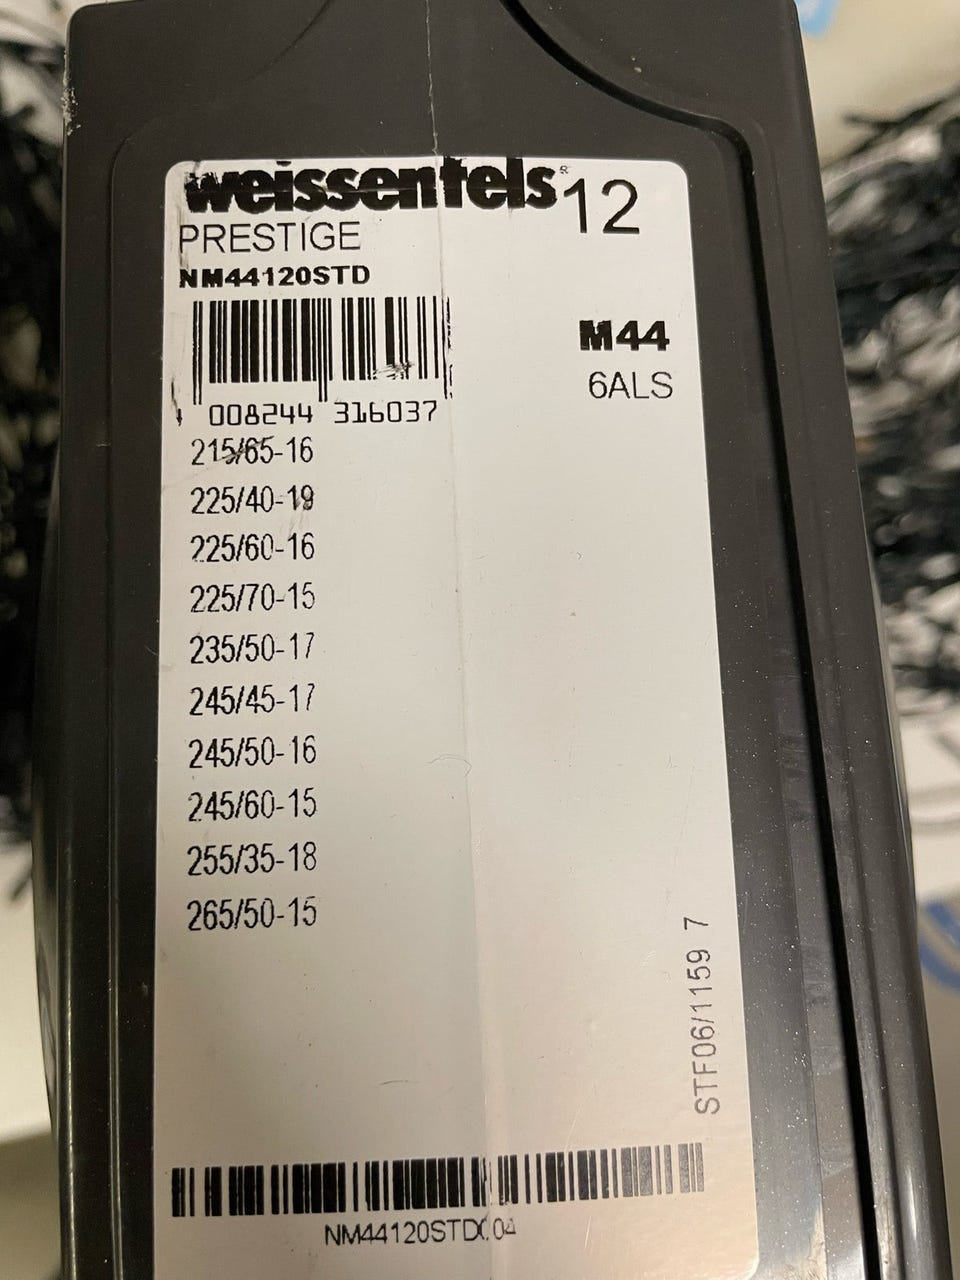 weissenfels® 12
PRESTIGE
NM44120STD
M44
6ALS
008244 316037
215/65-16
225/40-19
225/60-16
225/70-15
235/50-17
245/45-17
245/50-16
245/60-15
255/35-18
265/50-15
STF06/1159 7